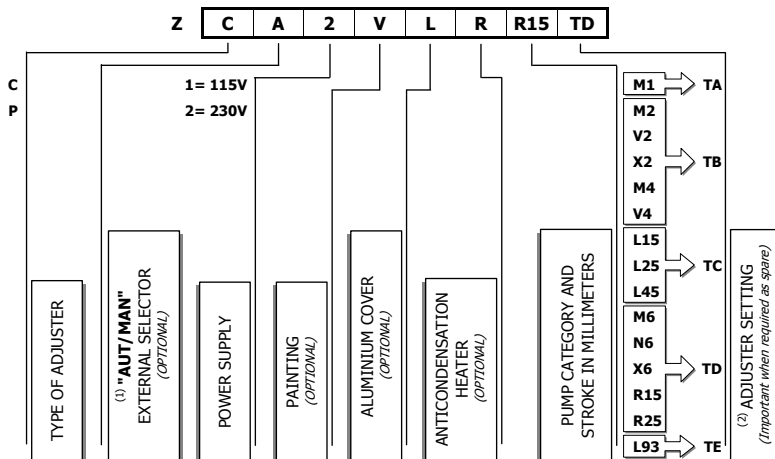 Z C A 2 V L R R15 TD
C
P
1= 115V
2= 230V
M1 TA
M2
V2
X2 TB
M4
V4
L15
L25 TC
L45
M6
N6
X6 TD
R15
R25
L93 TE
TYPE OF ADJUSTER
(1) "AUT/MAN"
EXTERNAL SELECTOR
(OPTIONAL)
POWER SUPPLY
PAINTING
(OPTIONAL)
ALUMINIUM COVER
(OPTIONAL)
ANTICONDENSATION
HEATER
(OPTIONAL)
PUMP CATEGORY AND
STROKE IN MILLIMETERS
(2) ADJUSTER SETTING
(Important when required as spare)